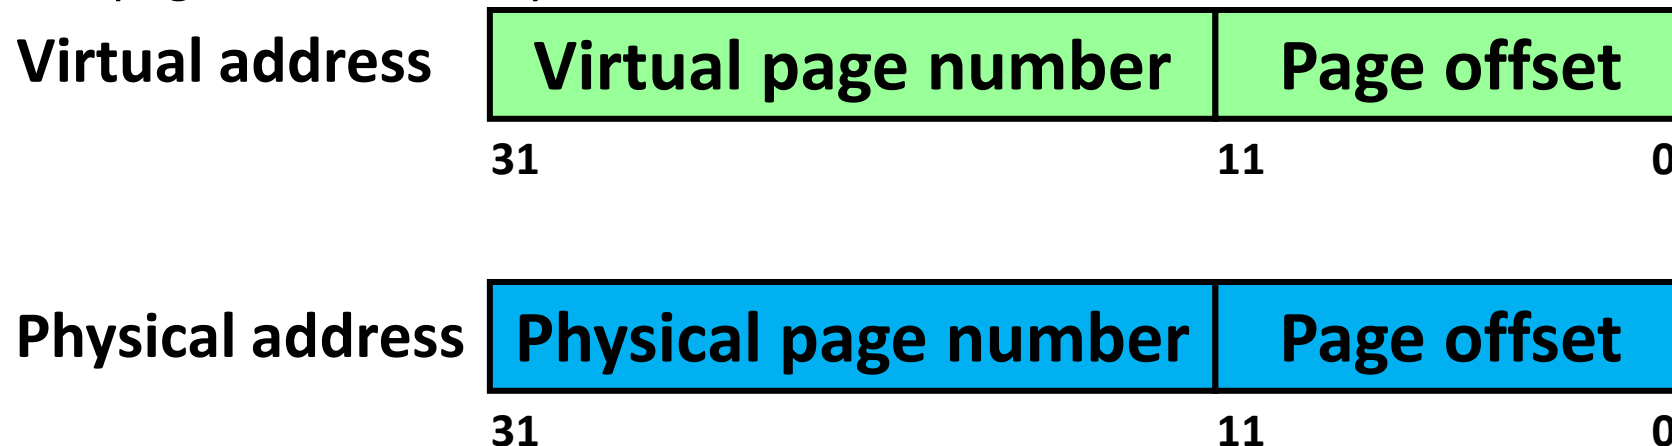 Virtual address Virtual page number Page offset
31 11 0
Physical address Physical page number Page offset
31 11 0